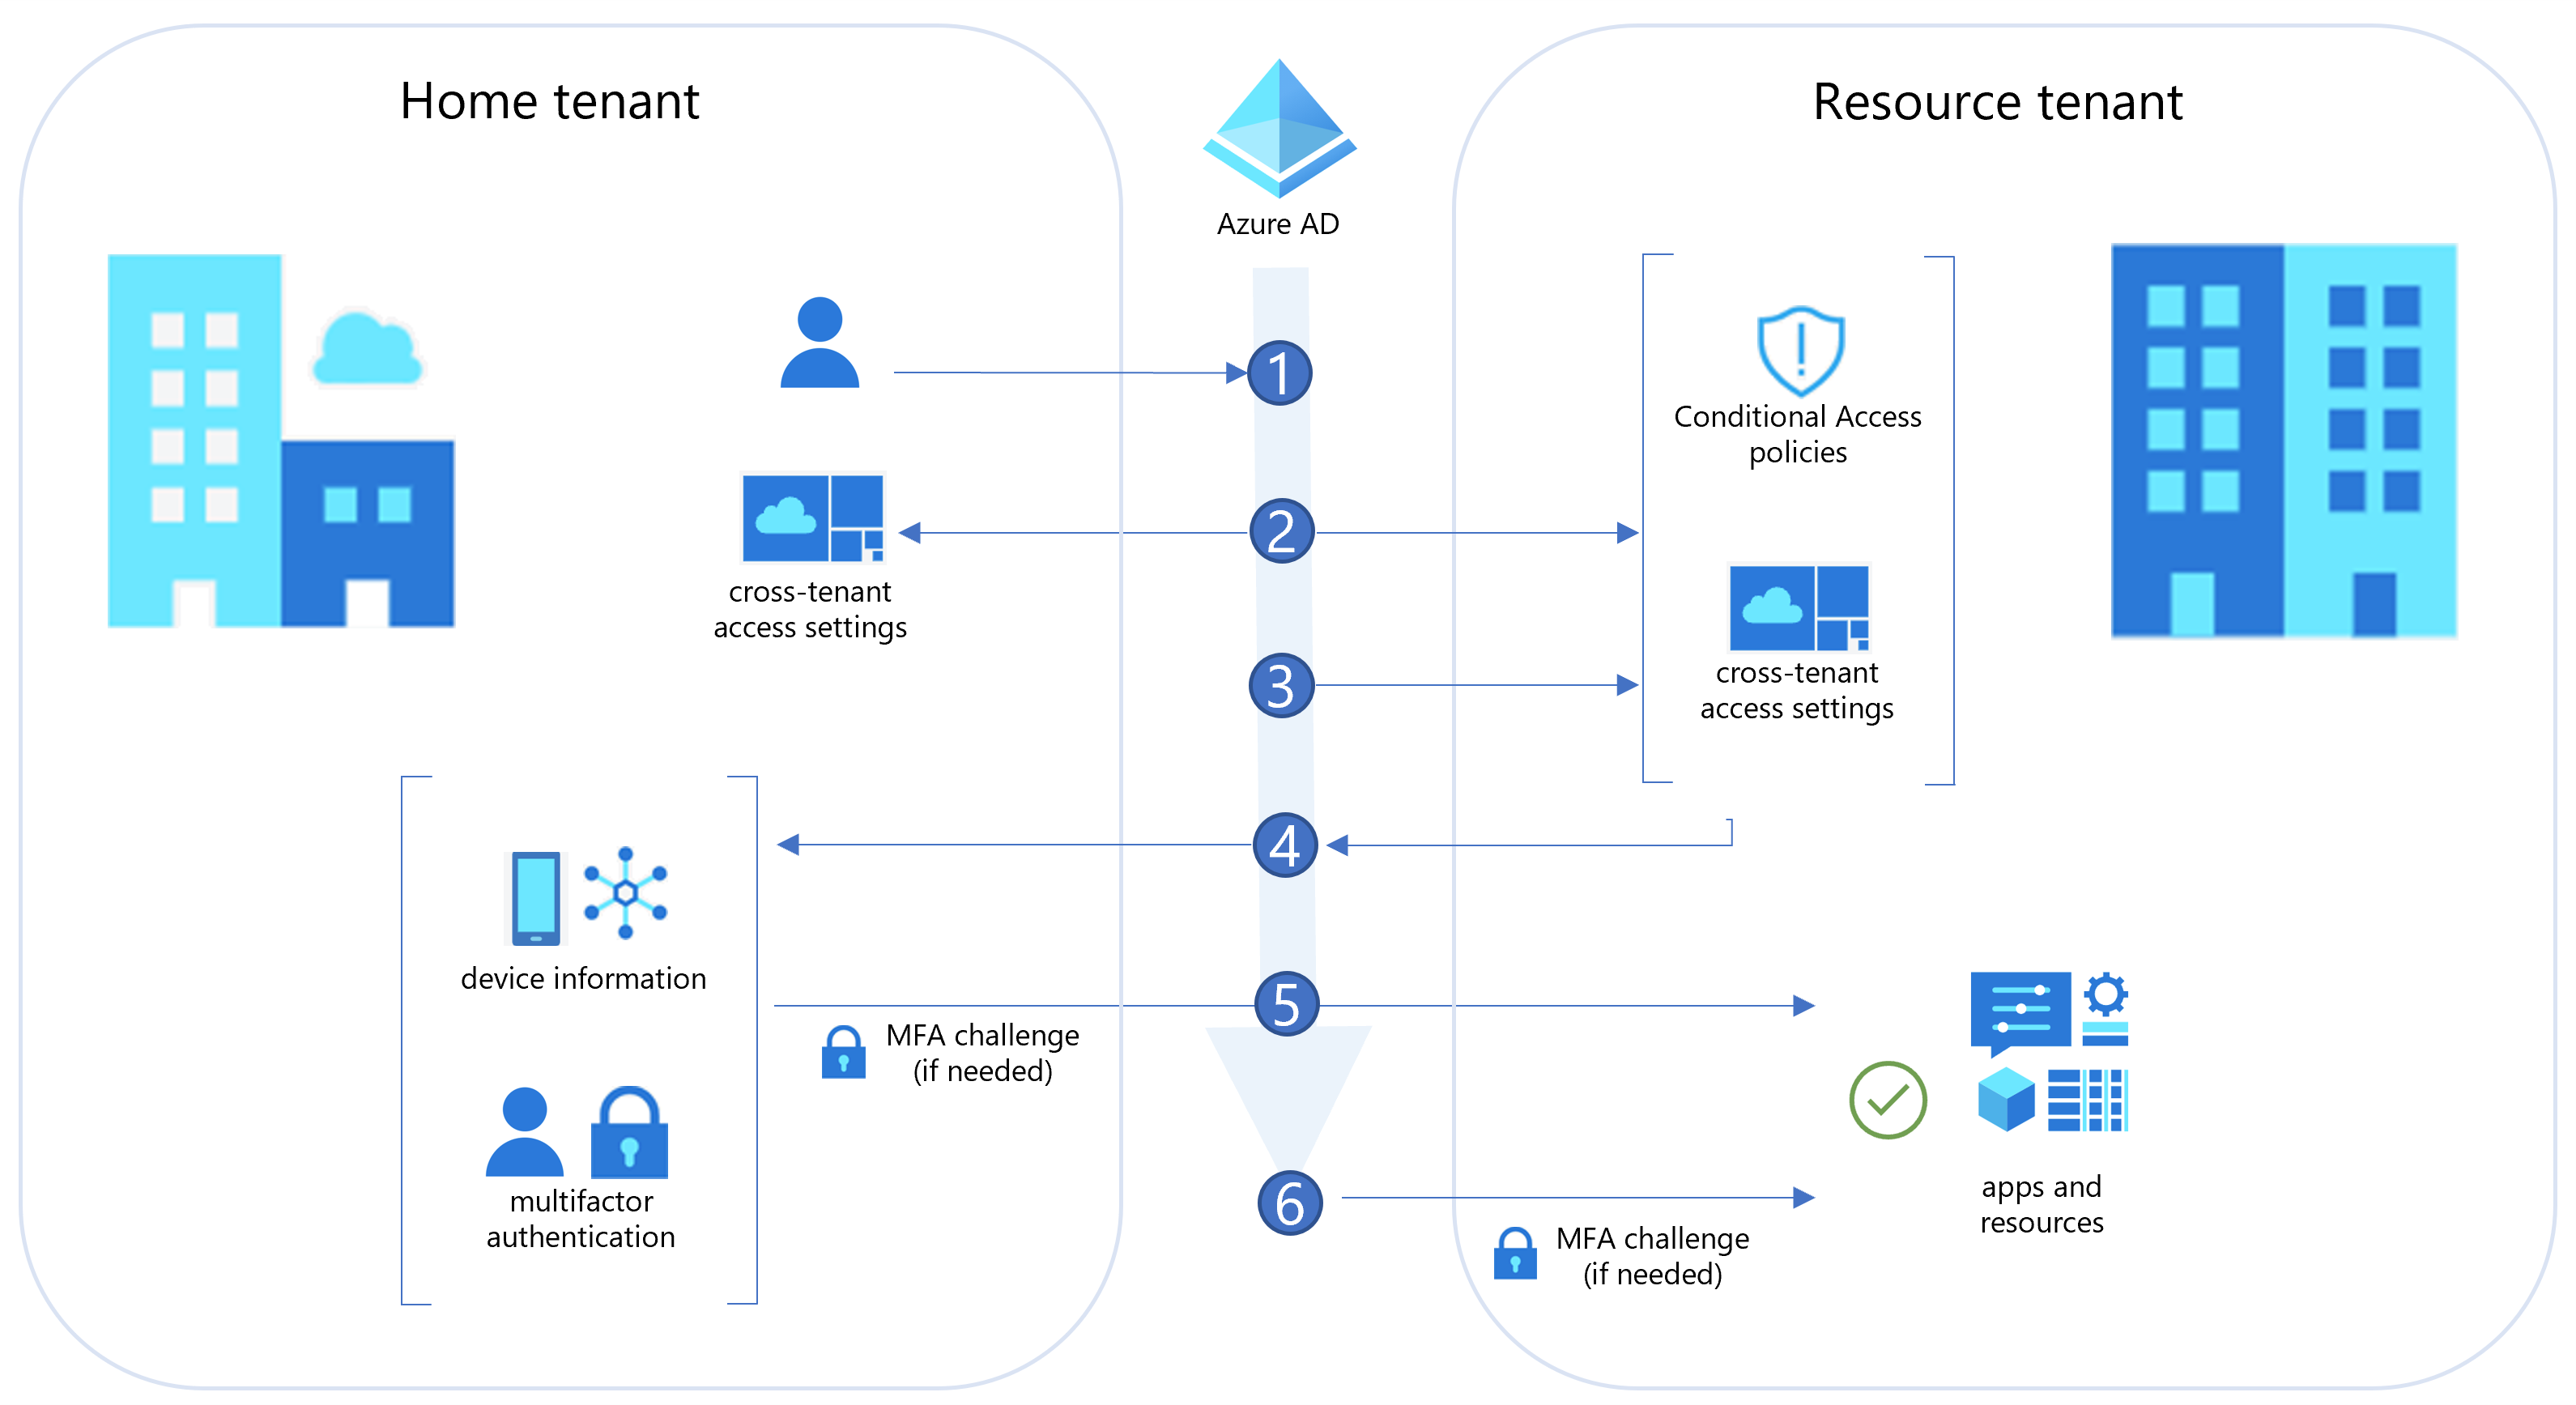 Home tenant
Azure AD
Resource tenant
1
Conditional Access
policies
2
cross-tenant
access settings
3
cross-tenant
access settings
4
device information
5
MFA challenge
(if needed)
multifactor
authentication
6
apps and
resources
MFA challenge
(if needed)